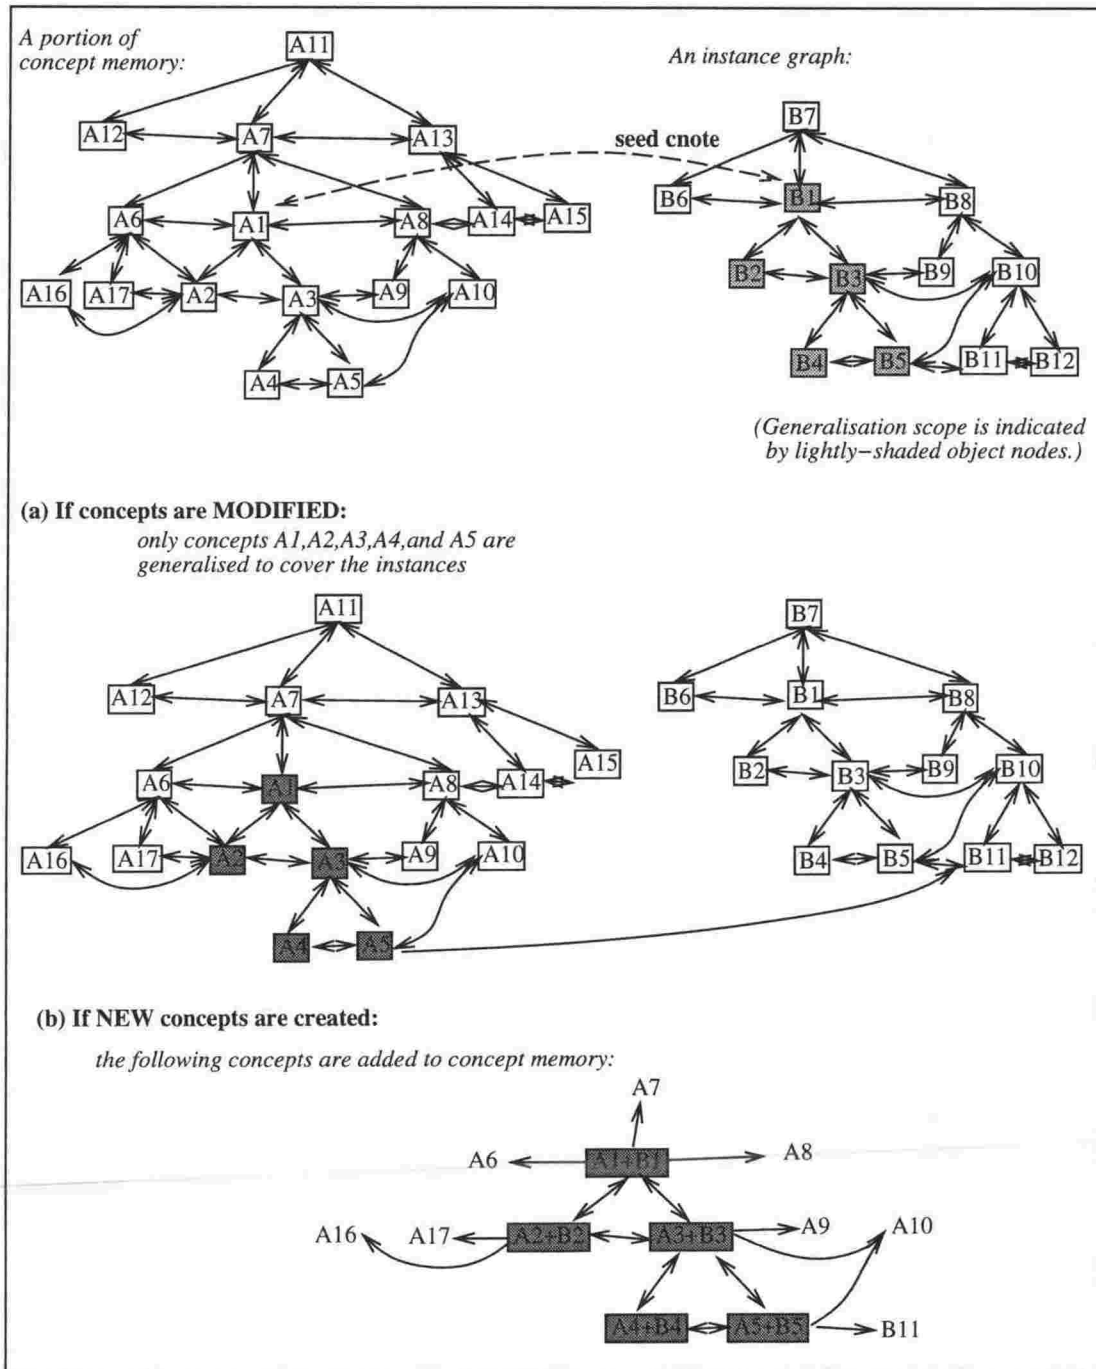 A portion of
concept memory:
An instance graph:
A11
A12
A7
A13
seed cnote
B7
A6
A1
A8
A14
A15
B6
B1
B8
A16
A17
A2
A3
A9
A10
B2
B3
B9
B10
A4
A5
B4
B5
B11
B12
(Generalisation scope is indicated
by lightly-shaded object nodes.)
(a) If concepts are MODIFIED:
only concepts A1,A2,A3,A4,and A5 are
generalised to cover the instances
A11
B7
A12
A7
A13
B6
B1
B8
A6
A1
A8
A14
A15
B2
B3
B9
B10
A16
A17
A2
A3
A9
A10
B4
B5
B11
B12
A4
A5
(b) If NEW concepts are created:
the following concepts are added to concept memory:
A7
A6
A1+B1
A8
A16
A17
A2+B2
A3+B3
A9
A10
A4+B4
A5+B5
B11